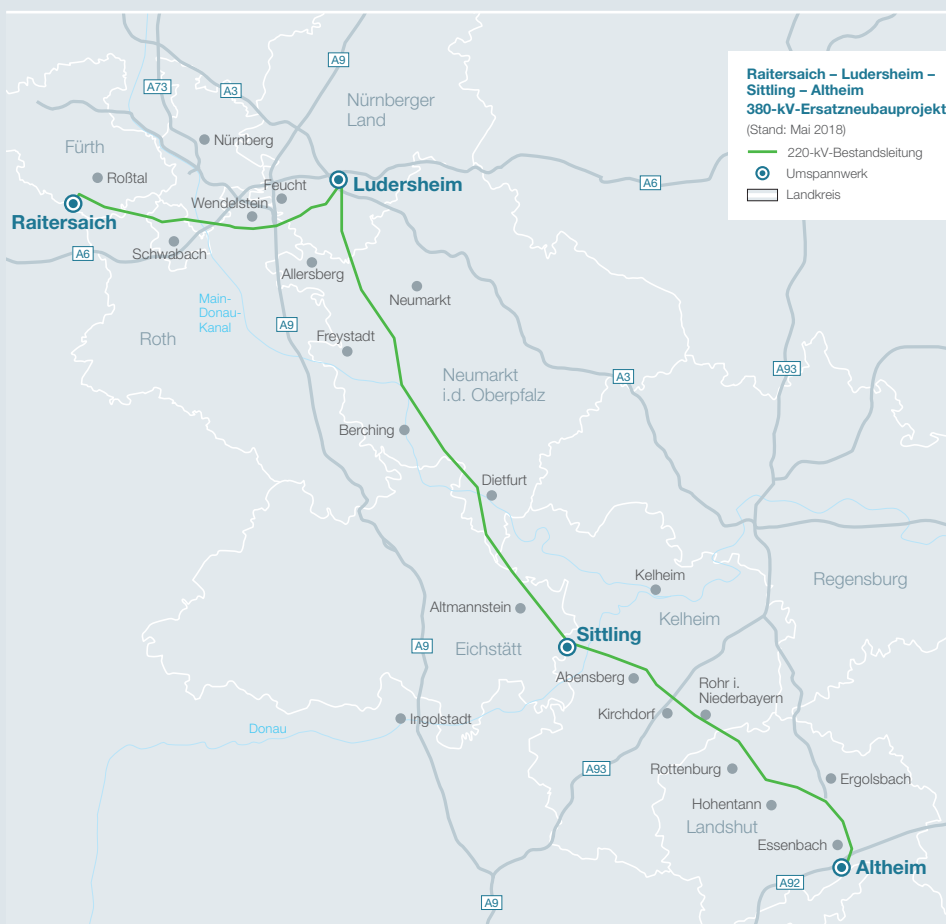 A9
A73
A3
Nürnberger
Land
Nürnberg
Fürth
Roßtal
Feucht
Ludersheim
A6
Wendelstein
Raitersaich
Schwabach
A6
Allersberg
Neumarkt
Main-
Donau-
Kanal
A9
Roth
Freystadt
Neumarkt
i.d. Oberpfalz
A3
A93
Berching
Dietfurt
Kelheim
Regensburg
Altmannstein
Kelheim
Sittling
A9
Eichstätt
Abensberg
Rohr i.
Niederbayern
Kirchdorf
Ingolstadt
Donau
A93
Rottenburg
Ergolsbach
Hohentann
Landshut
Essenbach
Altheim
A92
A9
Raitersaich – Ludersheim –
Sittling – Altheim
380-kV-Ersatzneubauprojekt
(Stand: Mai 2018)
220-kV-Bestandsleitung
Umspannwerk
Landkreis